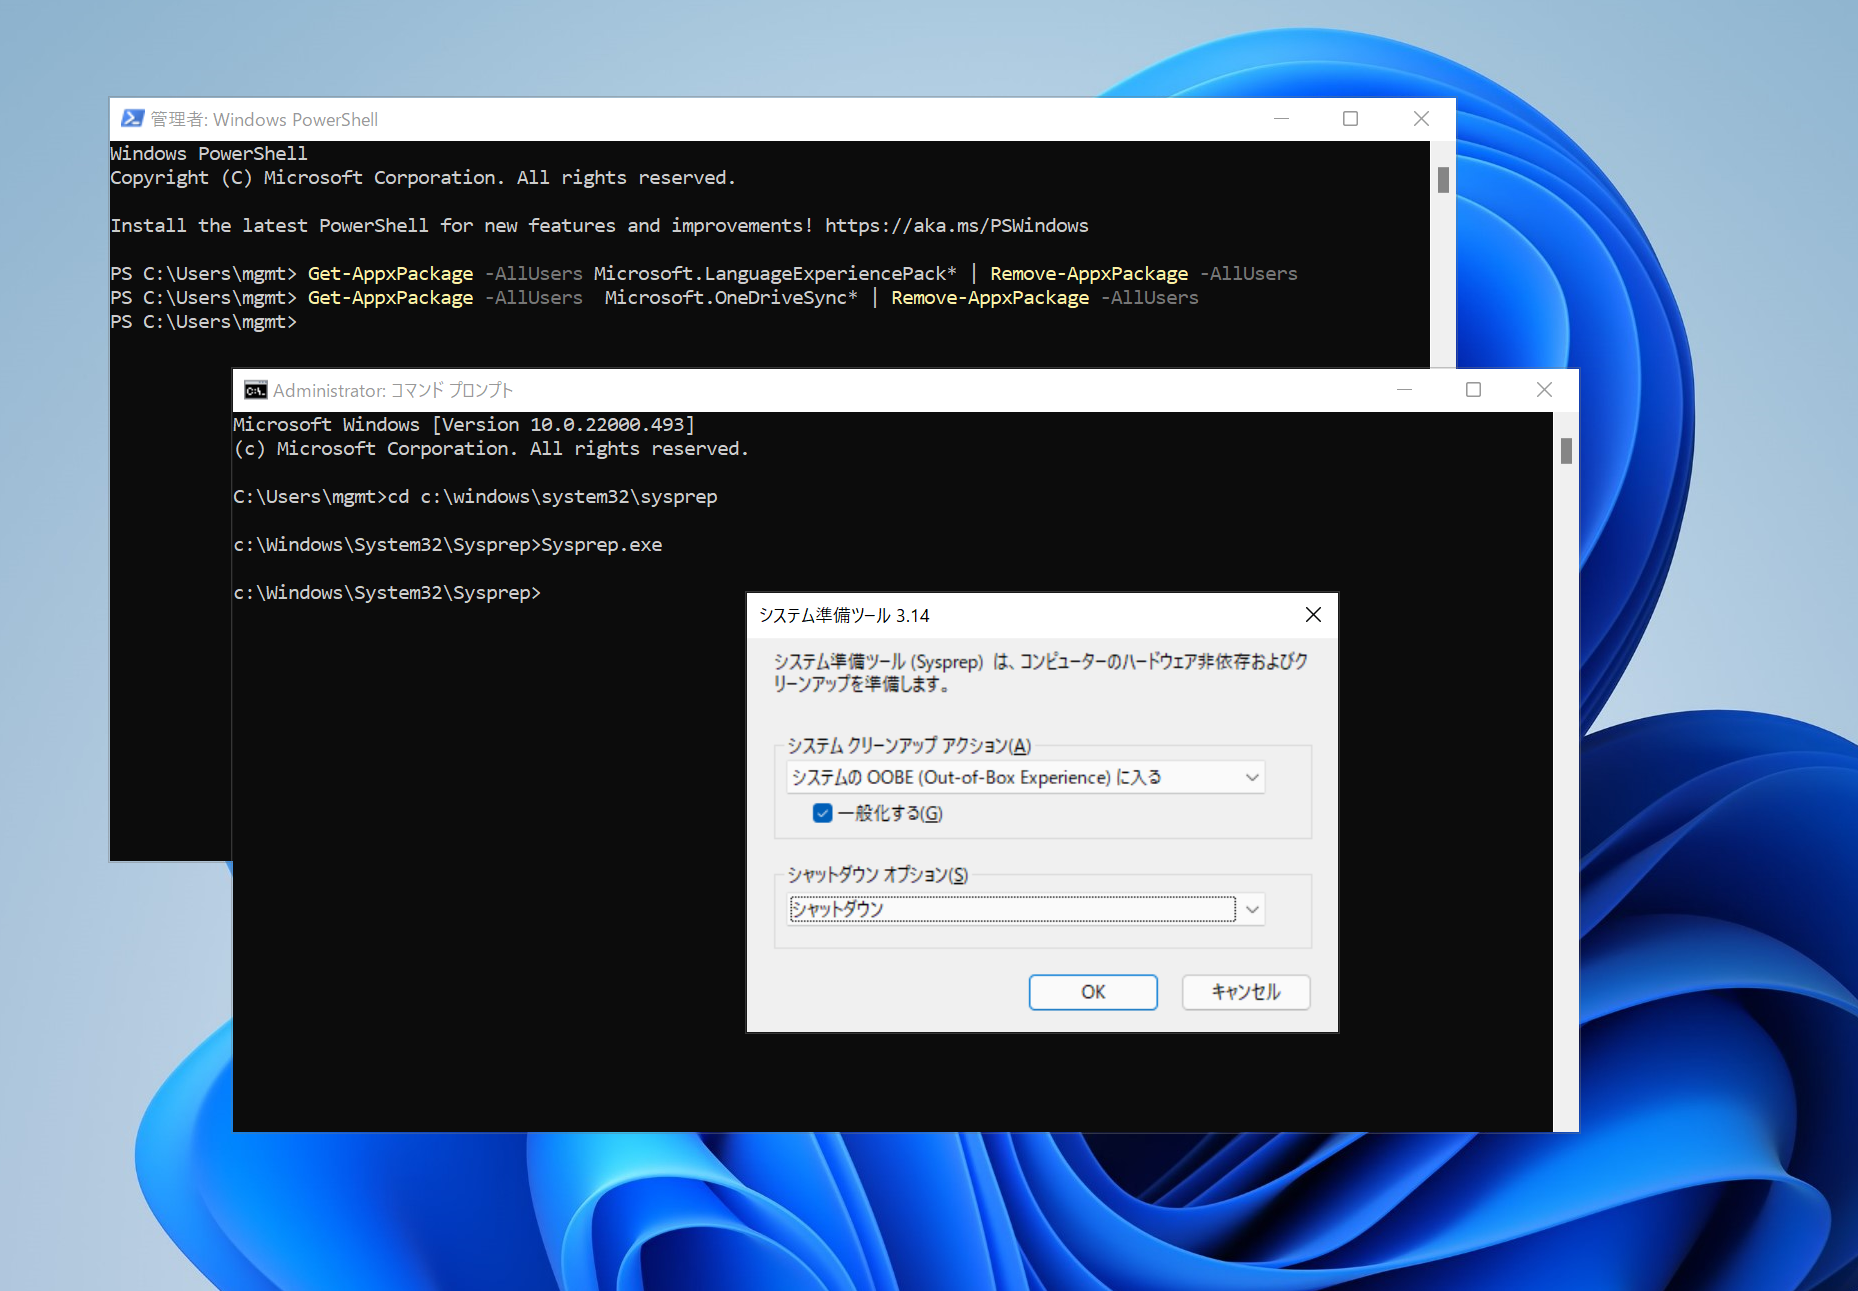 管理者: Windows PowerShell
Windows PowerShell
Copyright (C) Microsoft Corporation. All rights reserved.
Install the latest PowerShell for new features and improvements! https://aka.ms/PSWindows
PS C:\Users\mgmt> Get-AppxPackage -AllUsers Microsoft.LanguageExperiencePack* | Remove-AppxPackage -AllUsers
PS C:\Users\mgmt> Get-AppxPackage -AllUsers  Microsoft.OneDriveSync* | Remove-AppxPackage -AllUsers
PS C:\Users\mgmt>
Administrator: コマンド プロンプト
Microsoft Windows [Version 10.0.22000.493]
(c) Microsoft Corporation. All rights reserved.
C:\Users\mgmt>cd c:\windows\system32\sysprep
c:\Windows\System32\Sysprep>Sysprep.exe
c:\Windows\System32\Sysprep>
システム準備ツール 3.14
システム準備ツール (Sysprep) は、コンピューターのハードウェア非依存およびク
リーンアップを準備します。
システム クリーンアップ アクション(A)
システムの OOBE (Out-of-Box Experience) に入る
一般化する(G)
シャットダウン オプション(S)
シャットダウン
OK
キャンセル